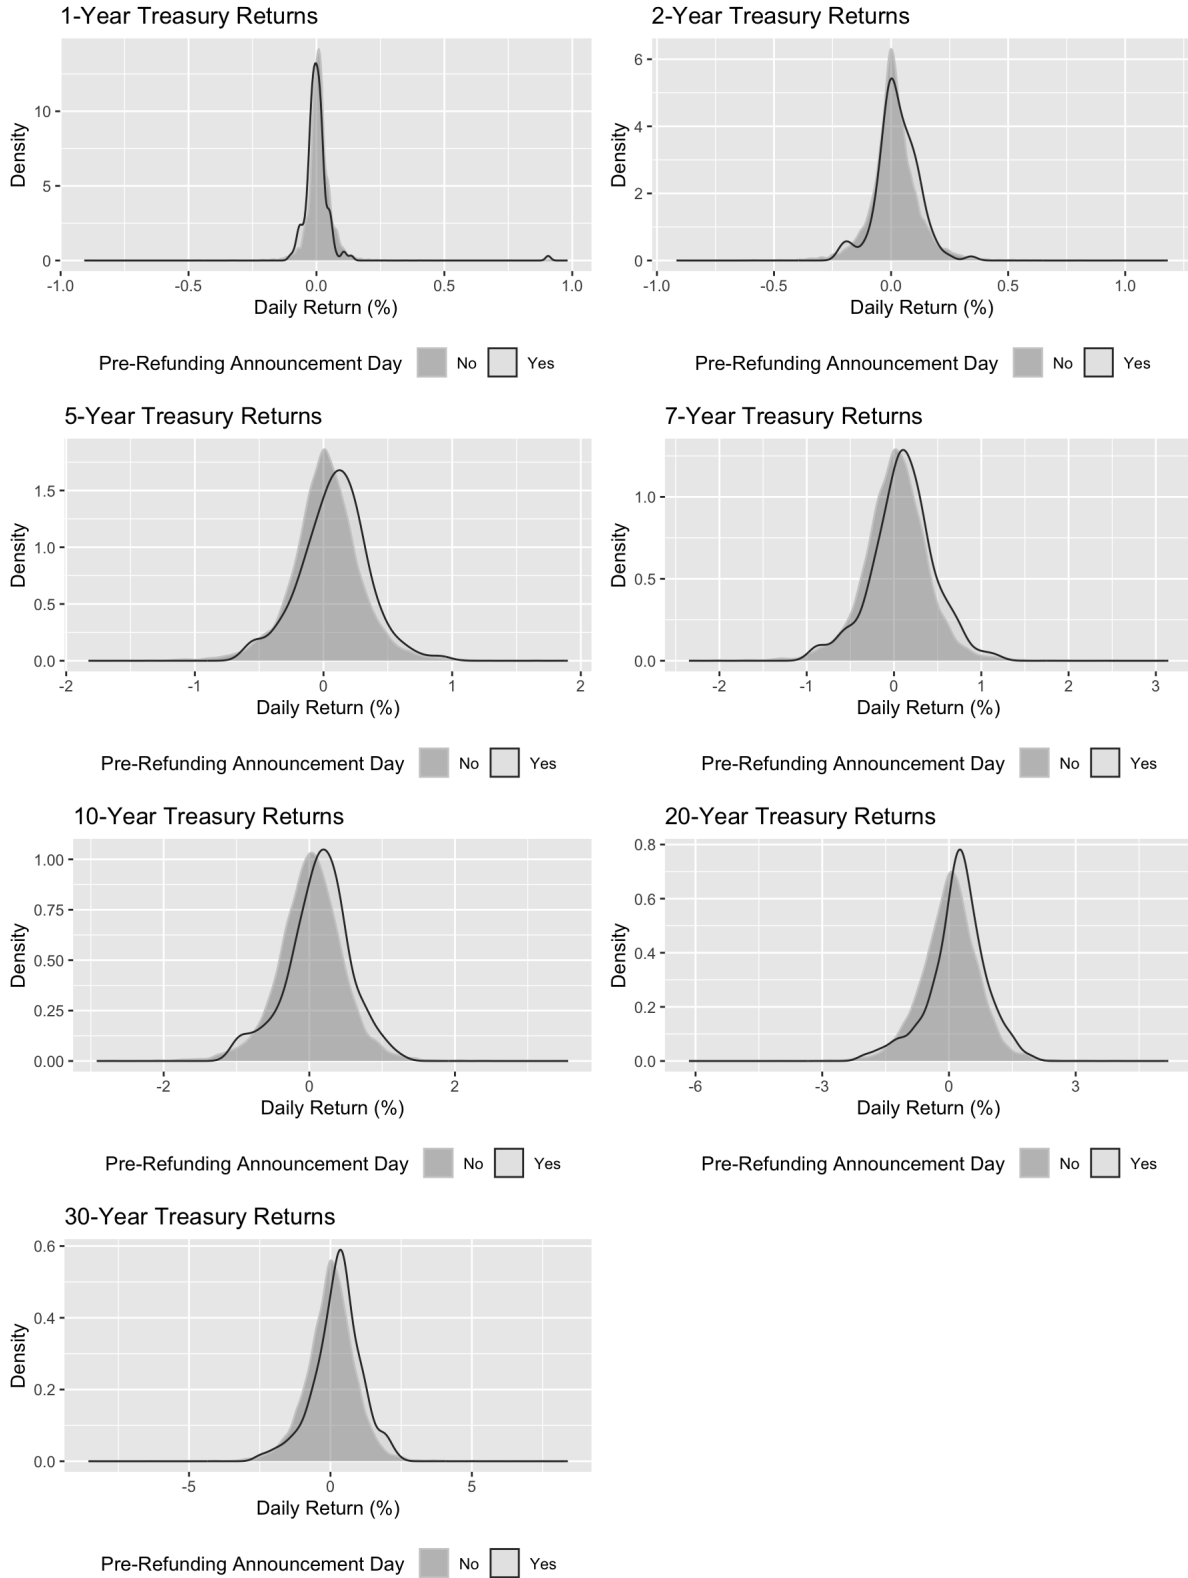 1-Year Treasury Returns
Density
10
5
0
-1.0 -0.5 0.0 0.5 1.0
Daily Return (%)
Pre-Refunding Announcement Day No Yes
2-Year Treasury Returns
Density
6
4
2
0
-1.0 -0.5 0.0 0.5 1.0
Daily Return (%)
Pre-Refunding Announcement Day No Yes
5-Year Treasury Returns
Density
1.5
1.0
0.5
0.0
-2 -1 0 1 2
Daily Return (%)
Pre-Refunding Announcement Day No Yes
7-Year Treasury Returns
Density
1.0
0.5
0.0
-2 -1 0 1 2 3
Daily Return (%)
Pre-Refunding Announcement Day No Yes
10-Year Treasury Returns
Density
1.00
0.75
0.50
0.25
0.00
-2 0 2
Daily Return (%)
Pre-Refunding Announcement Day No Yes
20-Year Treasury Returns
Density
0.8
0.6
0.4
0.2
0.0
-6 -3 0 3
Daily Return (%)
Pre-Refunding Announcement Day No Yes
30-Year Treasury Returns
Density
0.6
0.4
0.2
0.0
-5 0 5
Daily Return (%)
Pre-Refunding Announcement Day No Yes